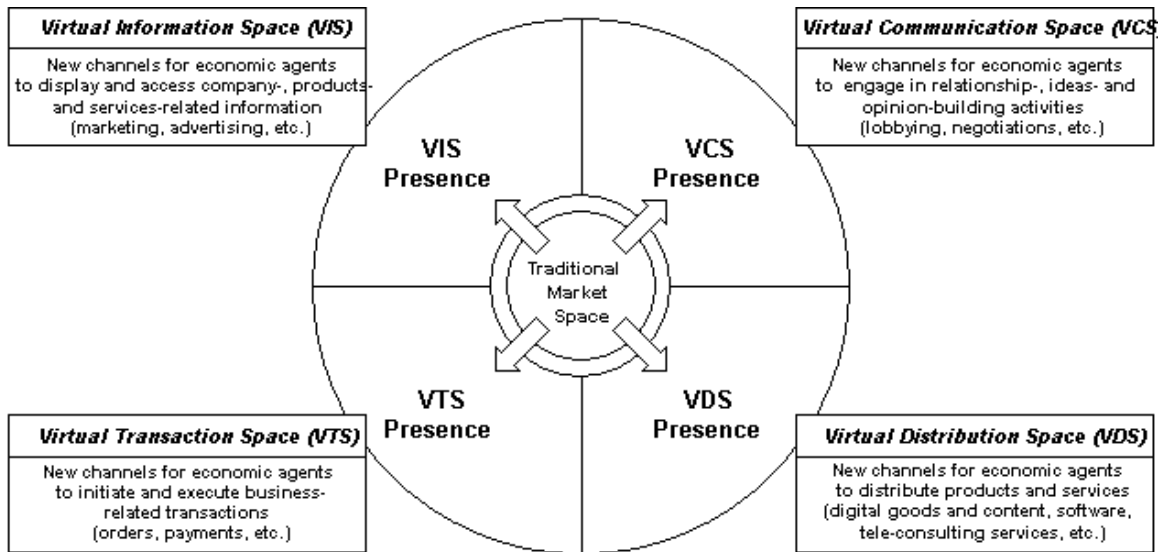 Virtual Information Space (VIS)
New channels for economic agents
to display and access company-, products-
and services-related information
(marketing, advertising, etc.)
Virtual Communication Space (VCS)
New channels for economic agents
to engage in relationship-, ideas- and
opinion-building activities
(lobbying, negotiations, etc.)
VIS
Presence
VCS
Presence
Traditional
Market
Space
VTS
Presence
VDS
Presence
Virtual Transaction Space (VTS)
New channels for economic agents
to initiate and execute business-
related transactions
(orders, payments, etc.)
Virtual Distribution Space (VDS)
New channels for economic agents
to distribute products and services
(digital goods and content, software,
tele-consulting services, etc.)